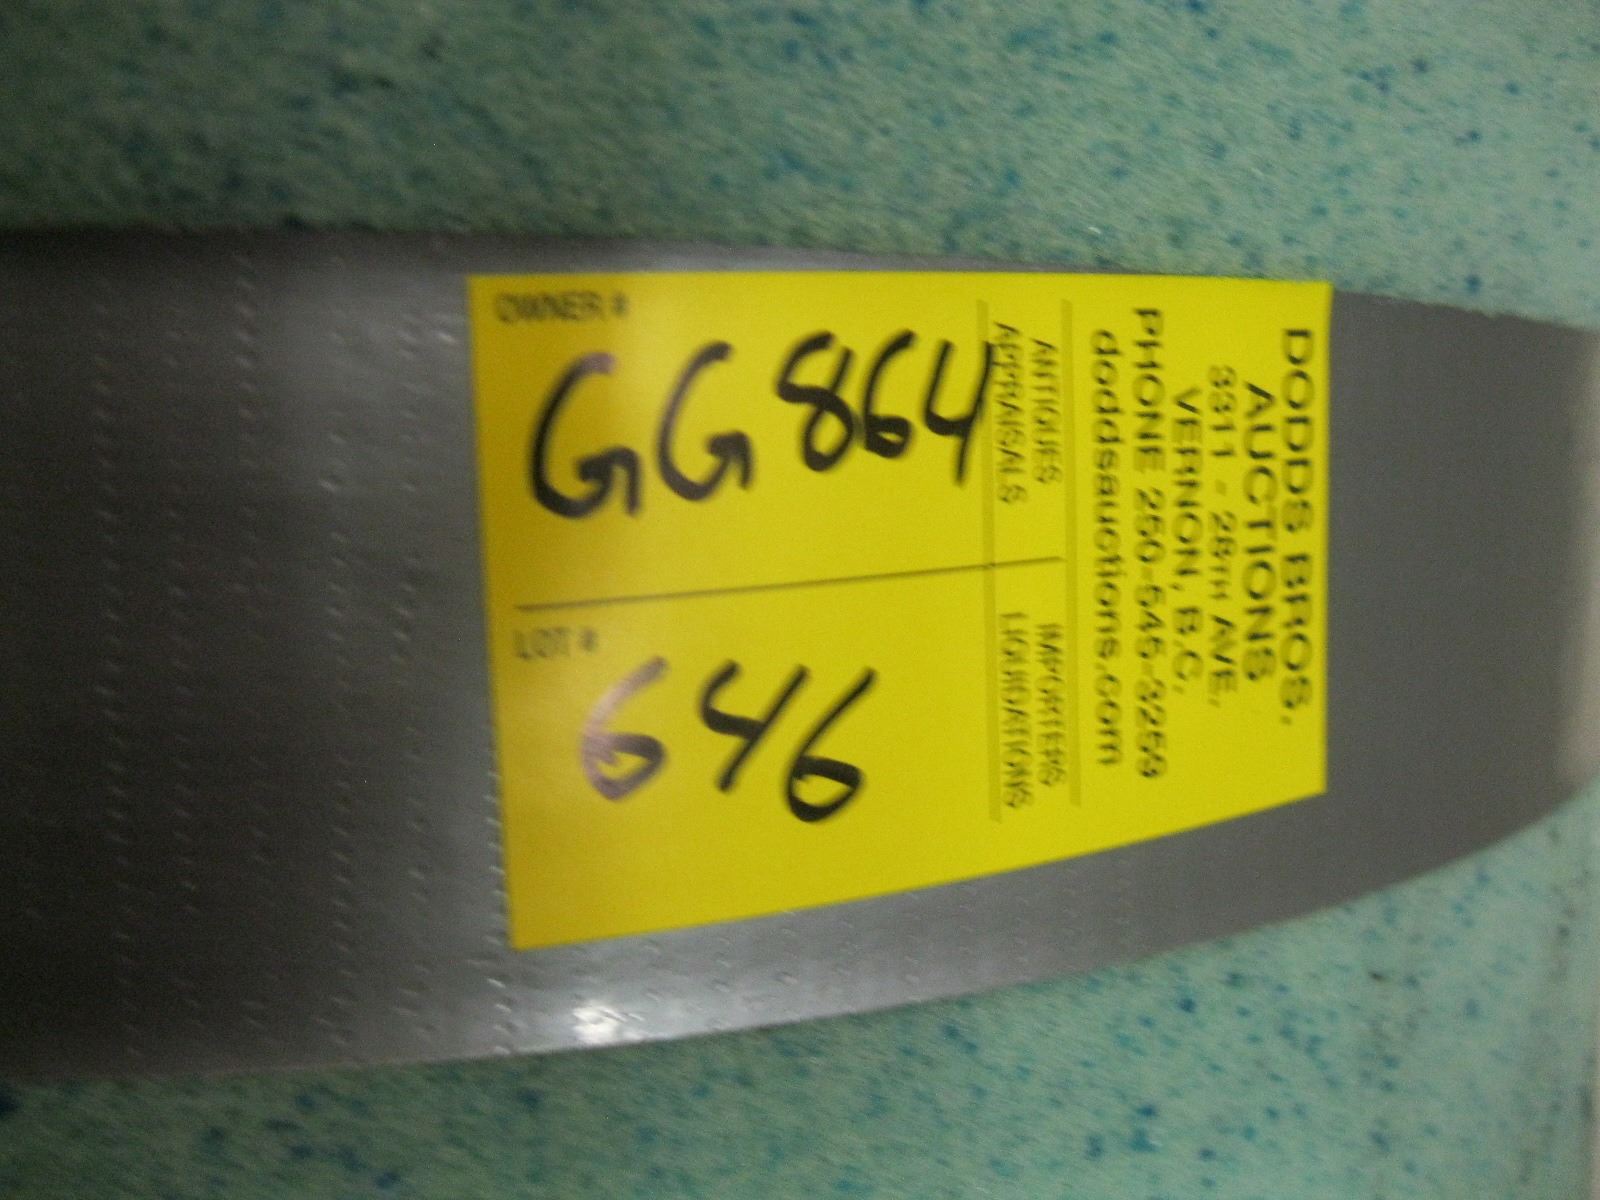 DODDS BROS.
AUCTIONS
3311 - 28TH AVE.
VERNON, B.C.
PHONE 250-545-3259
doddsauctions.com
ANTIQUES IMPORTERS
APPRAISALS LIQUIDATIONS
OWNER #
GG864
LOT #
646